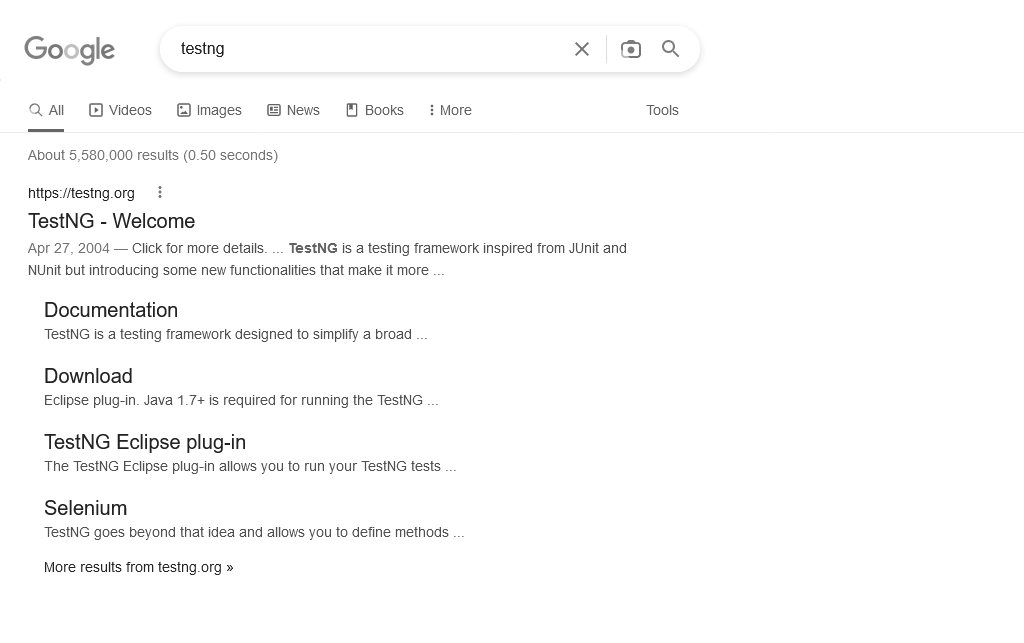 Google
testng
All
Videos
Images
News
Books
More
Tools
About 5,580,000 results (0.50 seconds)
https://testng.org
TestNG - Welcome
Apr 27, 2004 — Click for more details. ... TestNG is a testing framework inspired from JUnit and
NUnit but introducing some new functionalities that make it more ...
Documentation
TestNG is a testing framework designed to simplify a broad ...
Download
Eclipse plug-in. Java 1.7+ is required for running the TestNG ...
TestNG Eclipse plug-in
The TestNG Eclipse plug-in allows you to run your TestNG tests ...
Selenium
TestNG goes beyond that idea and allows you to define methods ...
More results from testng.org »